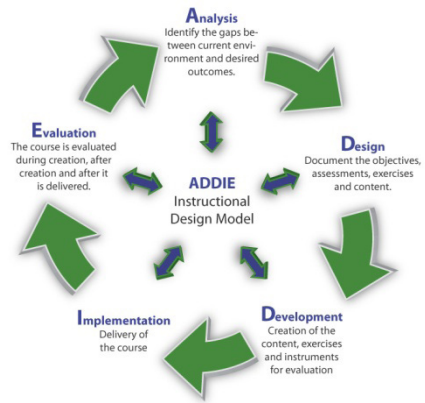 Analysis
Identify the gaps be-
tween current envi-
ronment and desired
outcomes.
Evaluation
The course is evaluated
during creation, after
creation and after it
is delivered.
ADDIE
Instructional
Design Model
Design
Document the objectives,
assessments, exercises
and content.
Implementation
Delivery of
the course
Development
Creation of the
content, exercises
and instruments
for evaluation